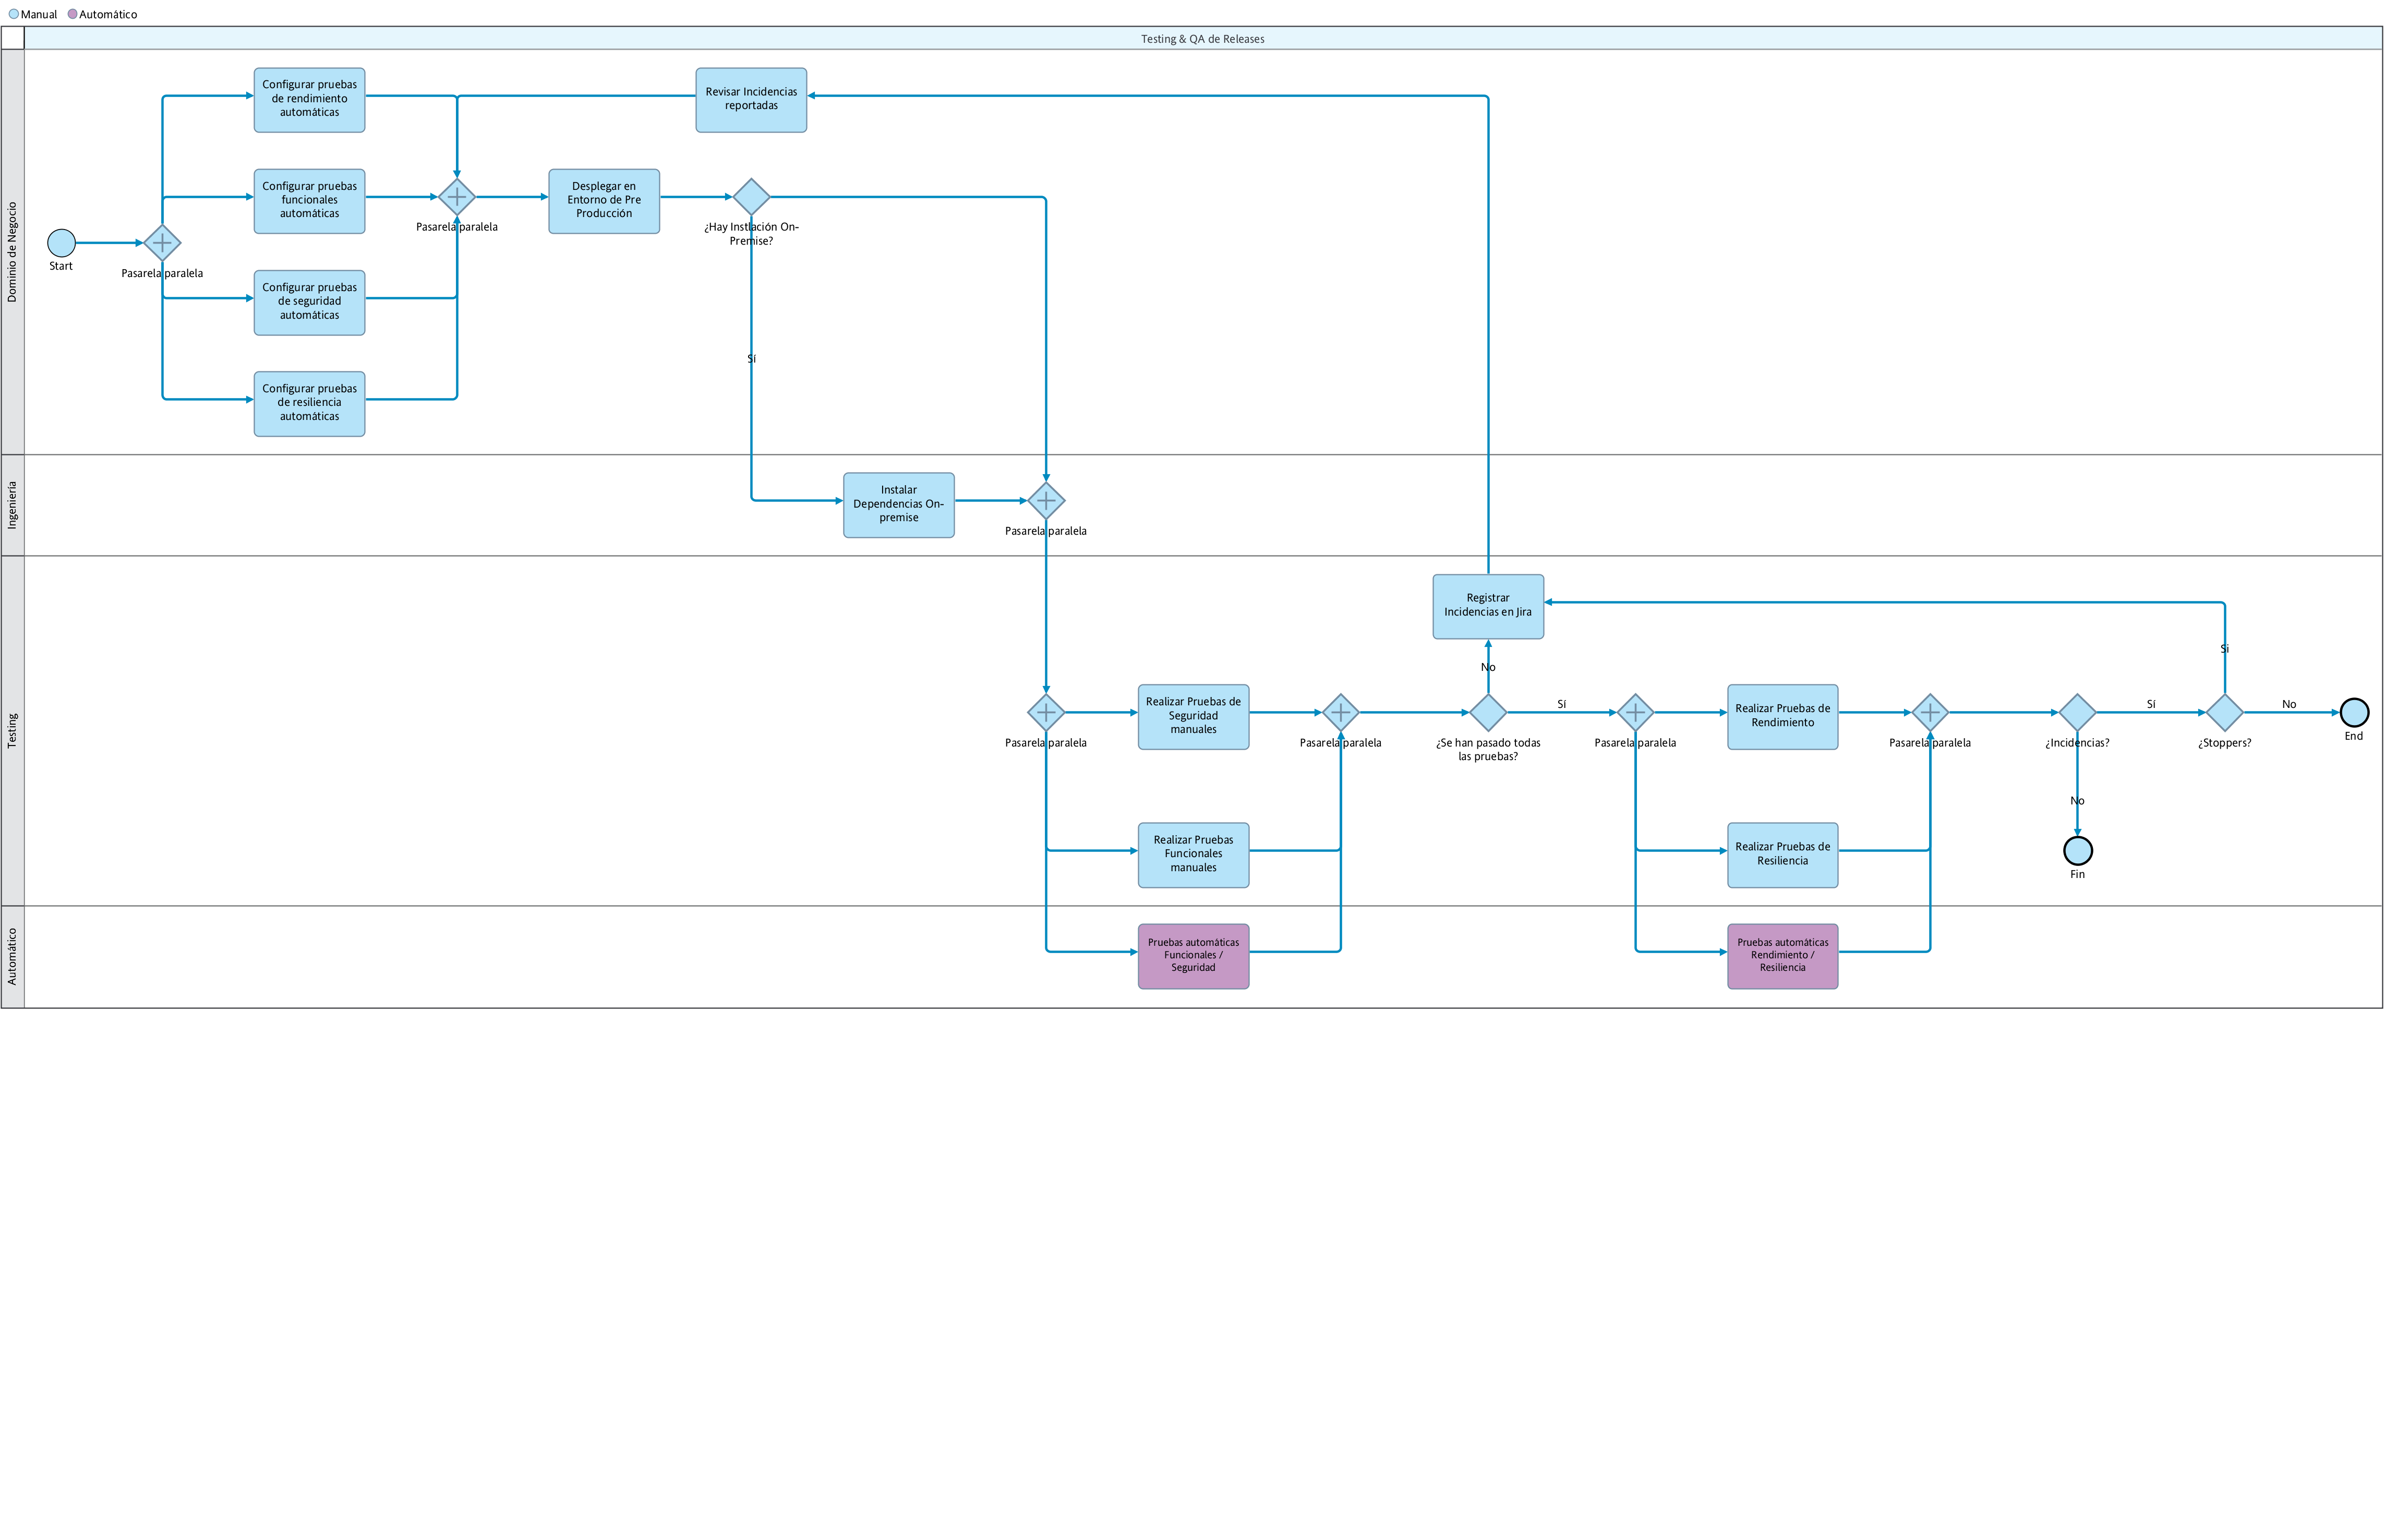 Manual
Automático
Testing & QA de Releases
Dominio de Negocio
Configurar pruebas
de rendimiento
automáticas
Revisar Incidencias
reportadas
Configurar pruebas
funcionales
automáticas
Desplegar en
Entorno de Pre
Producción
Pasarela paralela
¿Hay Instlación On-
Premise?
Start
Pasarela paralela
Configurar pruebas
de seguridad
automáticas
Sí
Configurar pruebas
de resiliencia
automáticas
Ingeniería
Instalar
Dependencias On-
premise
Pasarela paralela
Testing
Registrar
Incidencias en Jira
No
Si
Realizar Pruebas de
Seguridad
manuales
Sí
Realizar Pruebas de
Rendimiento
Sí
No
Pasarela paralela
Pasarela paralela
¿Se han pasado todas
las pruebas?
Pasarela paralela
Pasarela paralela
¿Incidencias?
¿Stoppers?
End
No
Realizar Pruebas
Funcionales
manuales
Realizar Pruebas de
Resiliencia
Fin
Automático
Pruebas automáticas
Funcionales /
Seguridad
Pruebas automáticas
Rendimiento /
Resiliencia